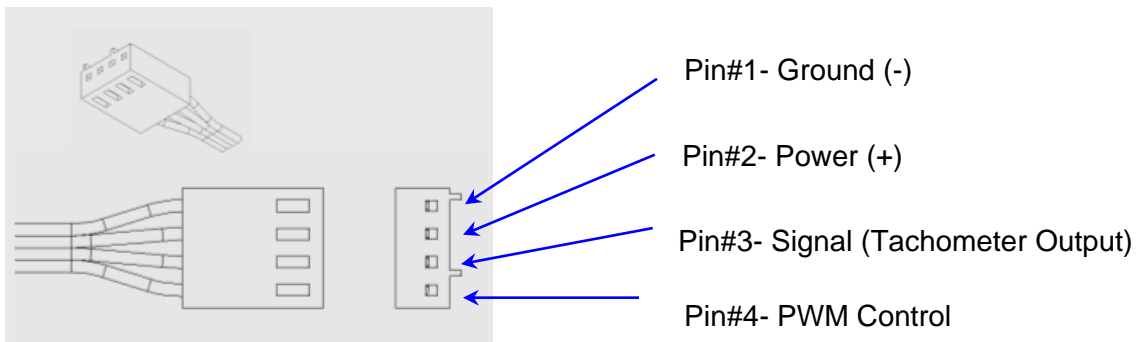 Pin#1- Ground (-)
Pin#2- Power (+)
Pin#3- Signal (Tachometer Output)
Pin#4- PWM Control